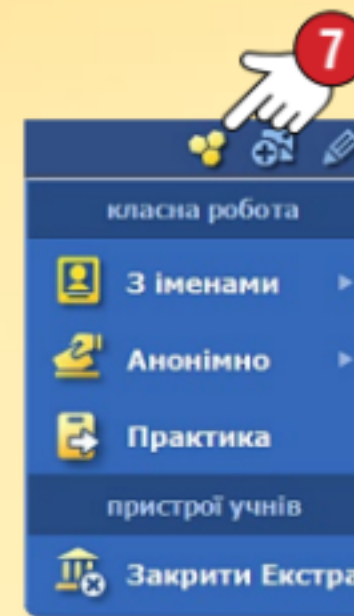 7
класна робота
З іменами
Анонімно
Практика
пристрої учнів
Закрити Екстра